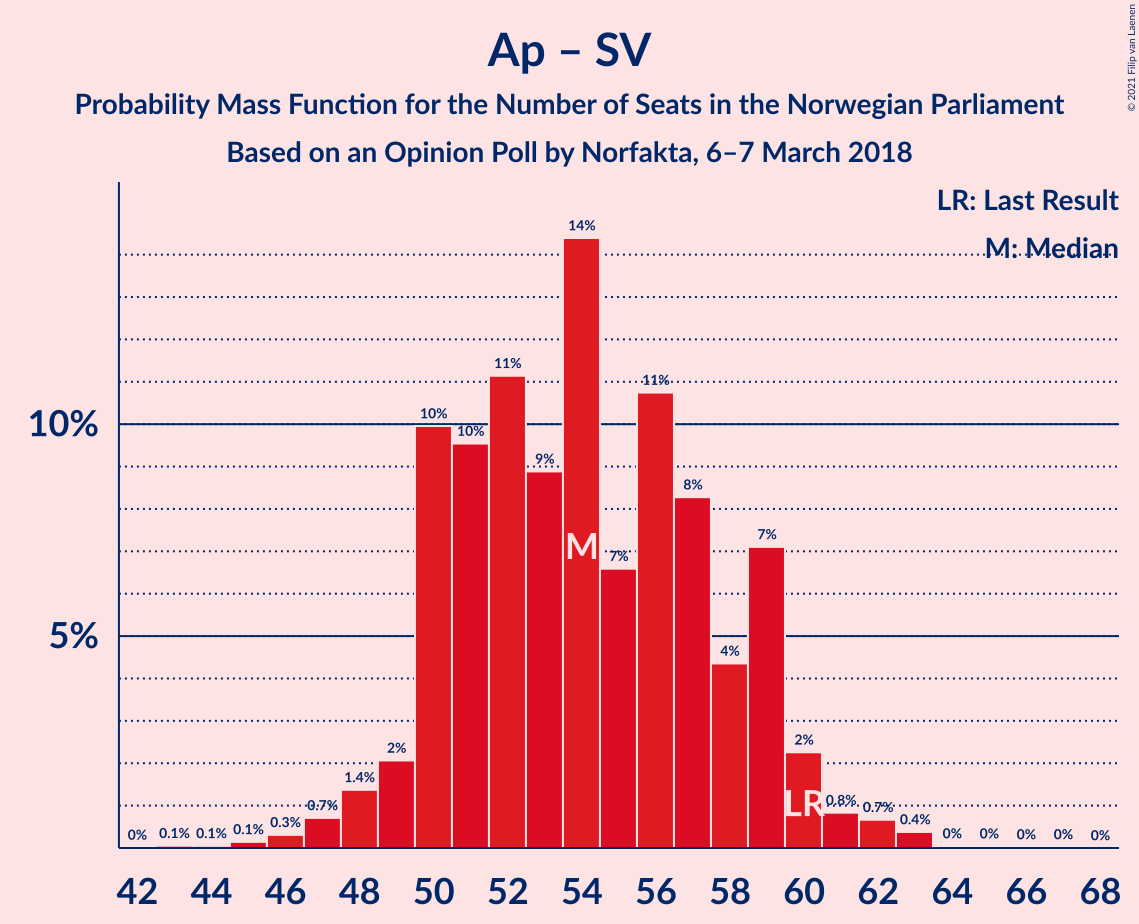 Ap – SV
Probability Mass Function for the Number of Seats in the Norwegian Parliament
Based on an Opinion Poll by Norfakta, 6–7 March 2018
© 2021 Filip van Laenen
LR: Last Result
M: Median
10%
5%
0% 0.1% 0.1% 0.1% 0.3% 0.7% 1.4% 2% 10% 10% 11% 9% 14% 7% 11% 8% 4% 7% 2% 0.8% 0.7% 0.4% 0% 0% 0% 0% 0%
M
LR
42 44 46 48 50 52 54 56 58 60 62 64 66 68